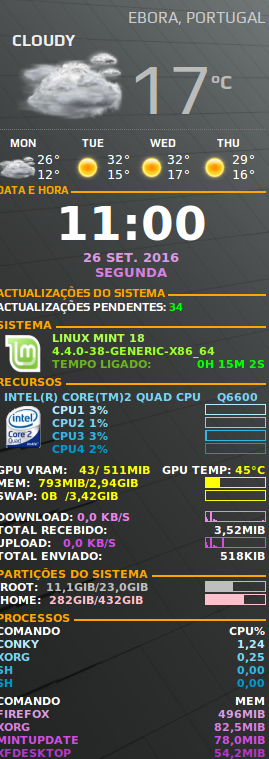 EBORA, PORTUGAL
CLOUDY
17°C
MON TUE WED THU
26° 32° 32° 29°
12° 15° 17° 16°
DATA E HORA
11:00
26 SET. 2016
SEGUNDA
ACTUALIZAÇÕES DO SISTEMA
ACTUALIZAÇÕES PENDENTES: 34
SISTEMA
LINUX MINT 18
4.4.0-38-GENERIC-X86_64
TEMPO LIGADO: 0H 15M 2S
RECURSOS
INTEL(R) CORE(TM)2 QUAD CPU Q6600
CPU1 3%
CPU2 1%
CPU3 3%
CPU4 2%
intel Core 2 Quad
GPU VRAM: 43/ 511MIB GPU TEMP: 45°C
MEM: 793MIB/2,94GIB
SWAP: 0B /3,42GIB
DOWNLOAD: 0,0 KB/S
TOTAL RECEBIDO: 3,52MIB
UPLOAD: 0,0 KB/S
TOTAL ENVIADO: 518KIB
PARTIÇÕES DO SISTEMA
ROOT: 11,1GIB/23,0GIB
HOME: 282GIB/432GIB
PROCESSOS
COMANDO CPU%
CONKY 1,24
XORG 0,25
SH 0,00
SH 0,00
COMANDO MEM
FIREFOX 496MIB
XORG 82,5MIB
MINTUPDATE 78,0MIB
XFDESKTOP 54,2MIB